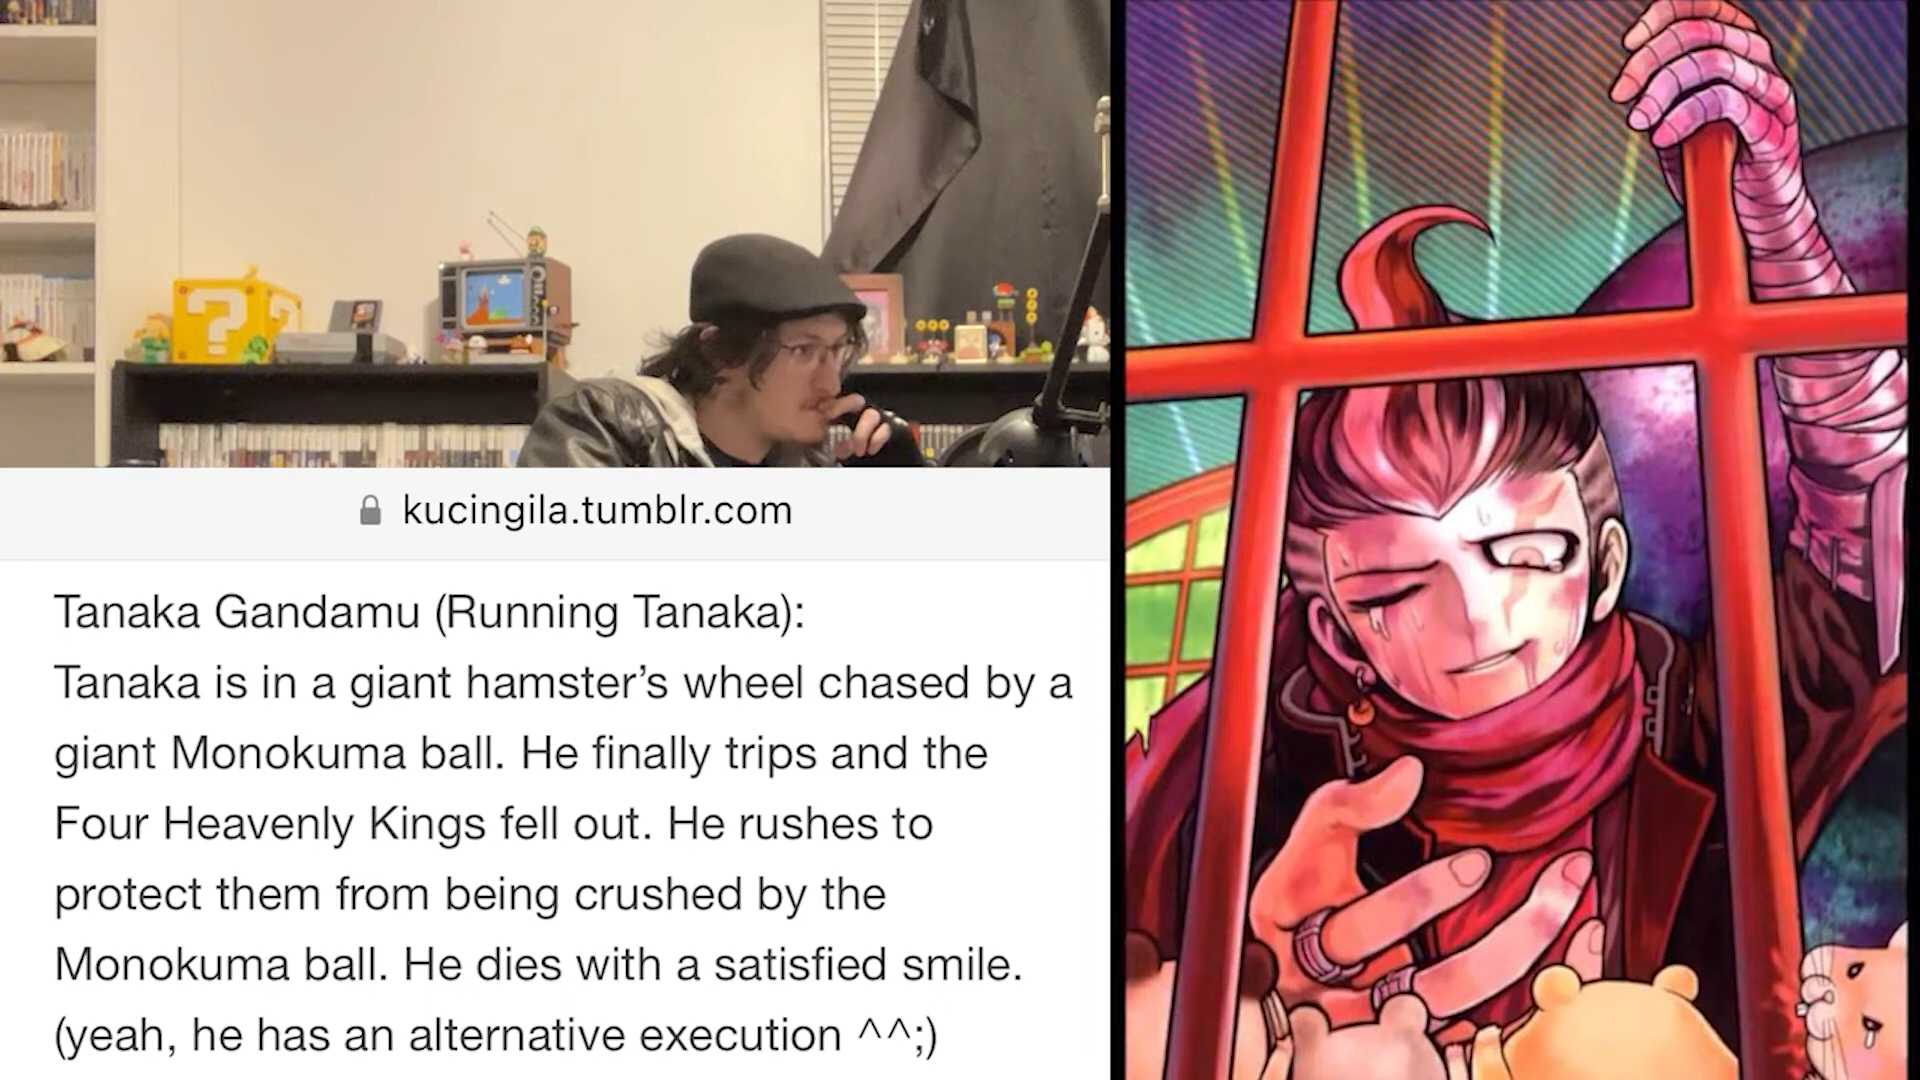 kucingila.tumblr.com
Tanaka Gandamu (Running Tanaka):
Tanaka is in a giant hamster’s wheel chased by a
giant Monokuma ball. He finally trips and the
Four Heavenly Kings fell out. He rushes to
protect them from being crushed by the
Monokuma ball. He dies with a satisfied smile.
(yeah, he has an alternative execution ^^;)